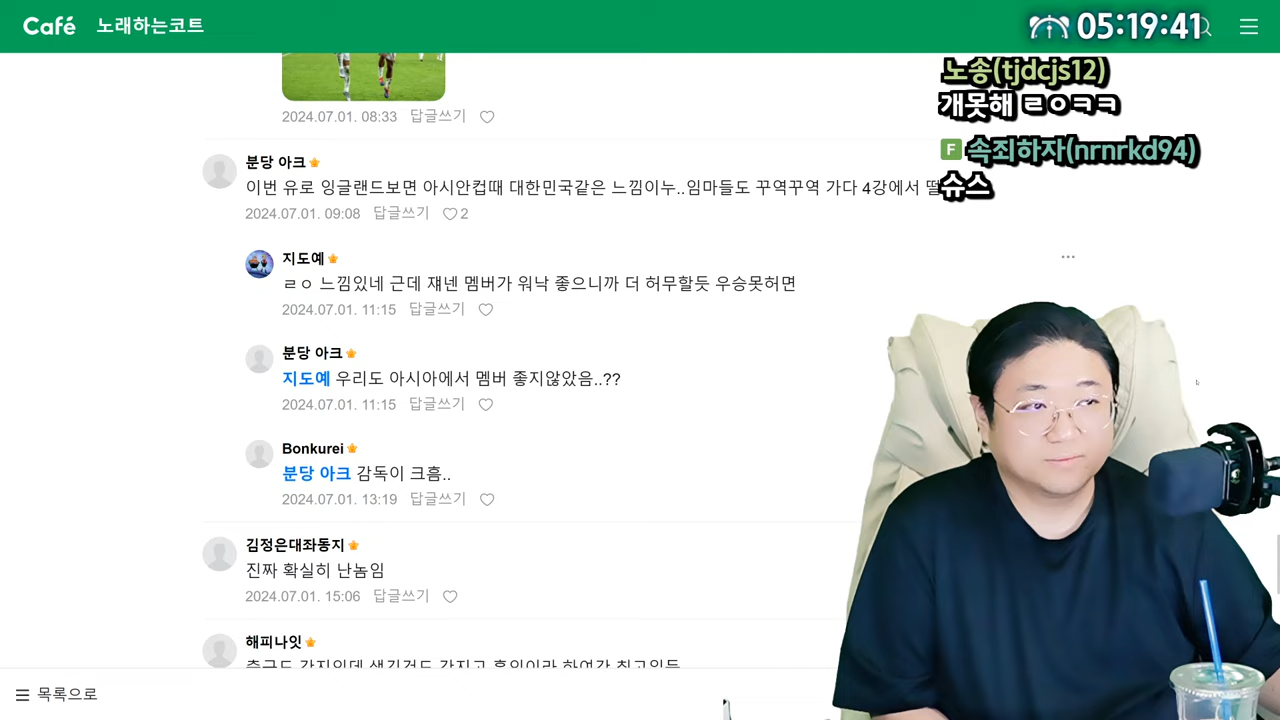 Café 노래하는코트
05:19:41
노송(tjdcjs12)
개못해 ㄹㅇㅋㅋ
F 속죄하자(nrnrkd94)
슈스
2024.07.01. 08:33 답글쓰기
분당 아크
이번 유로 잉글랜드보면 아시안컵때 대한민국같은 느낌이누..임마들도 꾸역꾸역 가다 4강에서 떨
2024.07.01. 09:08 답글쓰기 2
지도예
ㄹㅇ 느낌있네 근데 쟤넨 멤버가 워낙 좋으니까 더 허무할듯 우승못허면
2024.07.01. 11:15 답글쓰기
분당 아크
지도예 우리도 아시아에서 멤버 좋지않았음..??
2024.07.01. 11:15 답글쓰기
Bonkurei
분당 아크 감독이 크흠..
2024.07.01. 13:19 답글쓰기
김정은대좌동지
진짜 확실히 난놈임
2024.07.01. 15:06 답글쓰기
해피나잇
목록으로